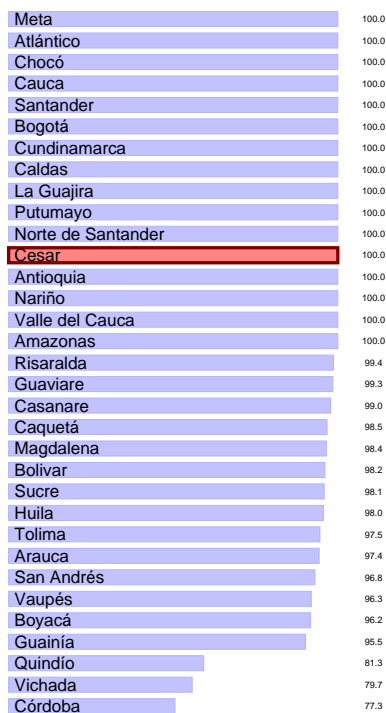 Meta 100.0
Atlántico 100.0
Chocó 100.0
Cauca 100.0
Santander 100.0
Bogotá 100.0
Cundinamarca 100.0
Caldas 100.0
La Guajira 100.0
Putumayo 100.0
Norte de Santander 100.0
Cesar 100.0
Antioquia 100.0
Nariño 100.0
Valle del Cauca 100.0
Amazonas 100.0
Risaralda 99.4
Guaviare 99.3
Casanare 99.0
Caquetá 98.5
Magdalena 98.4
Bolivar 98.2
Sucre 98.1
Huila 98.0
Tolima 97.5
Arauca 97.4
San Andrés 96.8
Vaupés 96.3
Boyacá 96.2
Guainía 95.5
Quindío 81.3
Vichada 79.7
Córdoba 77.3